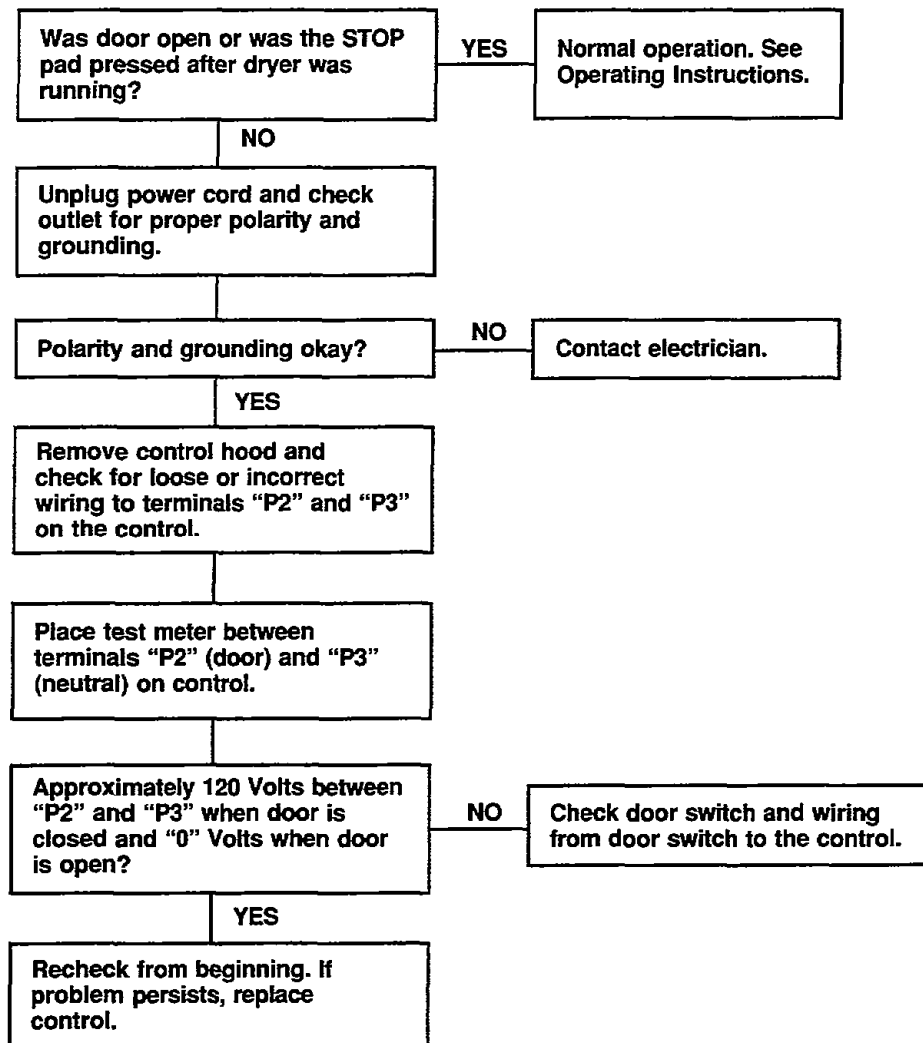 Was door open or was the STOP
pad pressed after dryer was
running?
YES
Normal operation. See
Operating Instructions.
NO
Unplug power cord and check
outlet for proper polarity and
grounding.
Polarity and grounding okay?
NO
Contact electrician.
YES
Remove control hood and
check for loose or incorrect
wiring to terminals “P2” and “P3”
on the control.
Place test meter between
terminals “P2” (door) and “P3”
(neutral) on control.
Approximately 120 Volts between
“P2” and “P3” when door is
closed and “0” Volts when door
is open?
NO
Check door switch and wiring
from door switch to the control.
YES
Recheck from beginning. If
problem persists, replace
control.